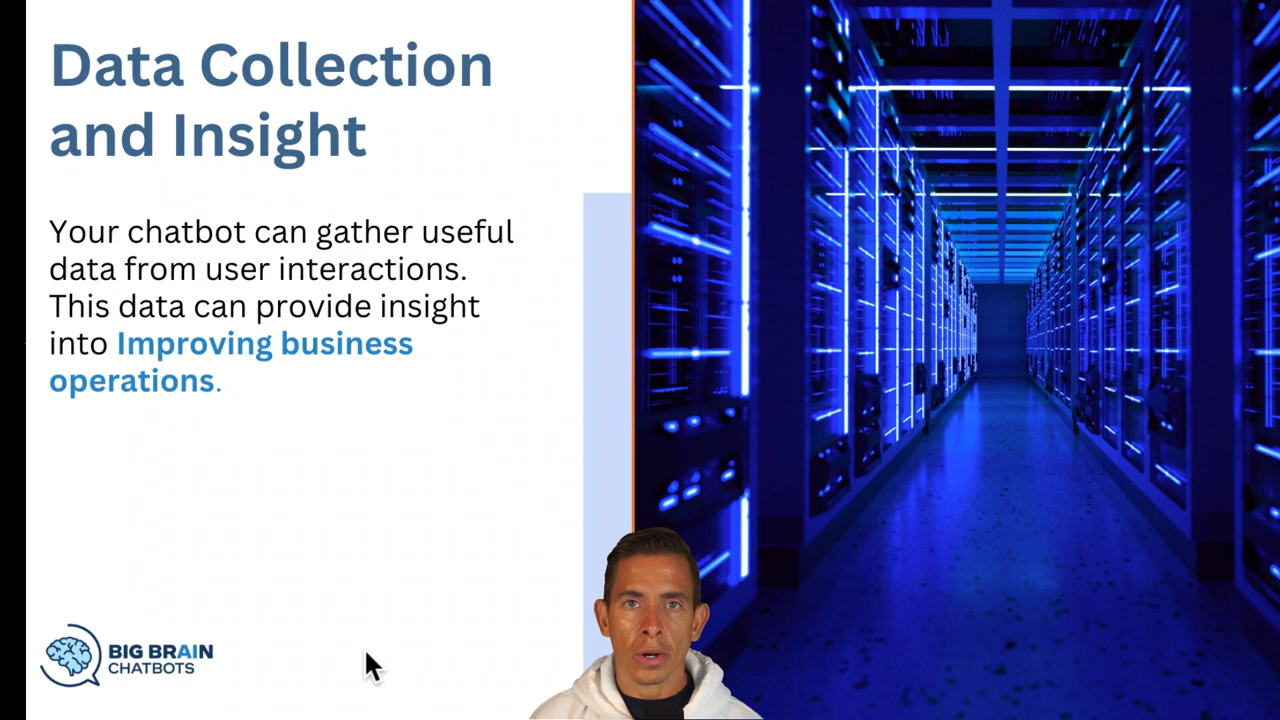 Data Collection
and Insight
Your chatbot can gather useful
data from user interactions.
This data can provide insight
into Improving business
operations.
BIG BRAIN
CHATBOTS